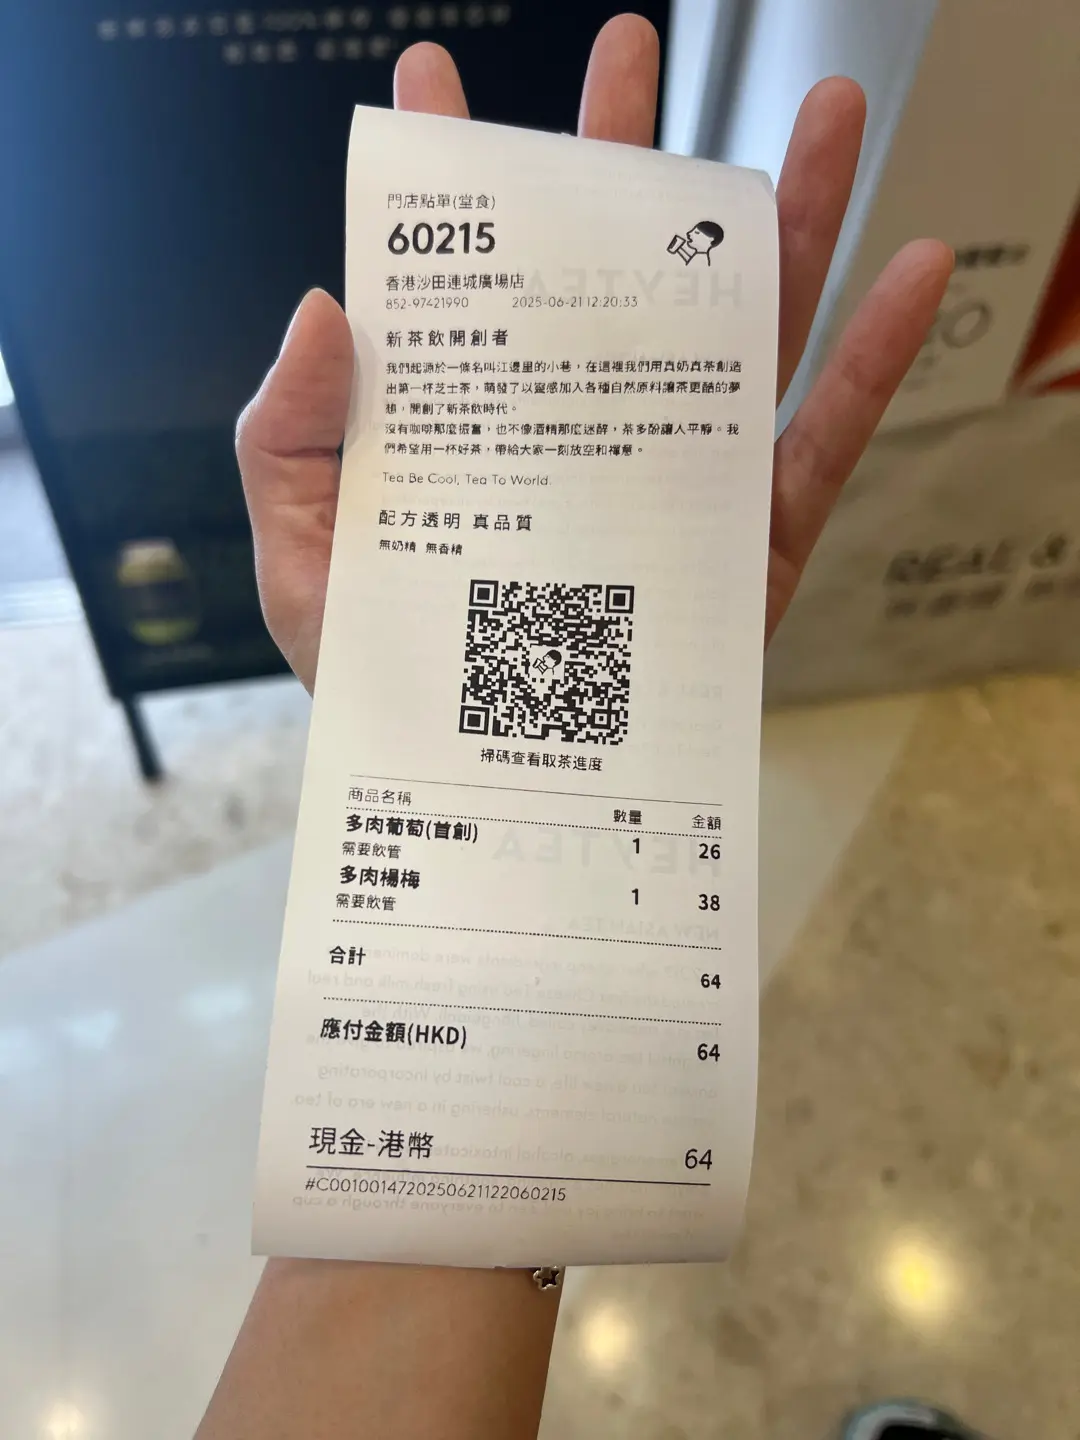 門店點單(堂食)
60215
香港沙田連城廣場店
852-97421990 2025-06-21 12:20:33
新茶飲開創者
我們起源於一條名叫江邊里的小巷，在這裡我們用真奶真茶創造
出第一杯芝士茶，萌發了以靈感加入各種自然原料讓茶更酷的夢
想，開創了新茶飲時代。
沒有咖啡那麼振奮，也不像酒精那麼迷醉，茶多酚讓人平靜。我
們希望用一杯好茶，帶給大家一刻放空和禪意。
Tea Be Cool, Tea To World.
配方透明 真品質
無奶精 無香精
掃碼查看取茶進度
商品名稱 數量 金額
多肉葡萄(首創) 1 26
需要飲管
多肉楊梅 1 38
需要飲管
合計 64
應付金額(HKD) 64
現金-港幣 64
#C0010014720250621122060215
HEYTEA
HEYTEA
NEW ASIAN TEA
REAL &